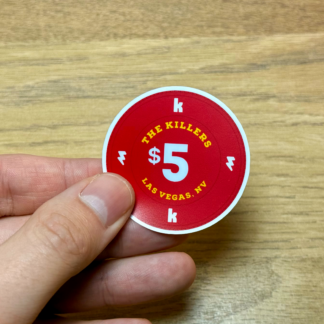 k
THE KILLERS
$5
LAS VEGAS, NV
k